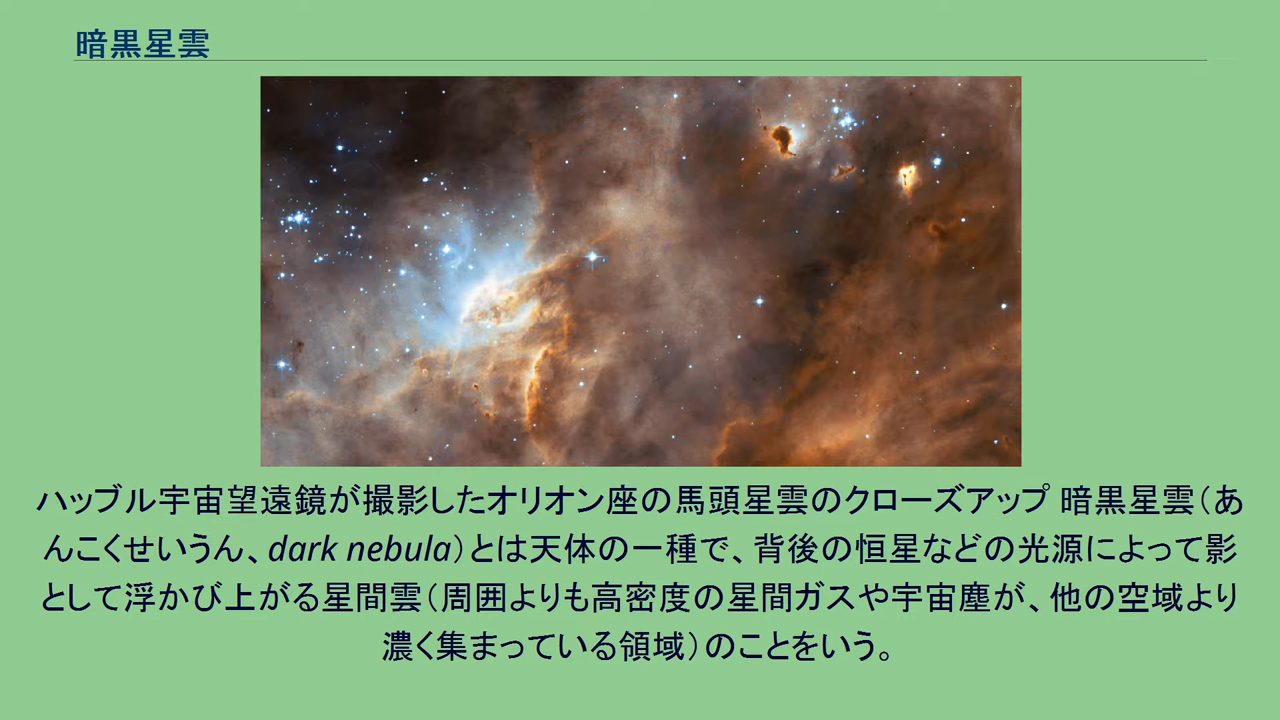 暗黒星雲
ハッブル宇宙望遠鏡が撮影したオリオン座の馬頭星雲のクローズアップ 暗黒星雲（あ
んこくせいうん、dark nebula）とは天体の一種で、背後の恒星などの光源によって影
として浮かび上がる星間雲（周囲よりも高密度の星間ガスや宇宙塵が、他の空域より
濃く集まっている領域）のことをいう。